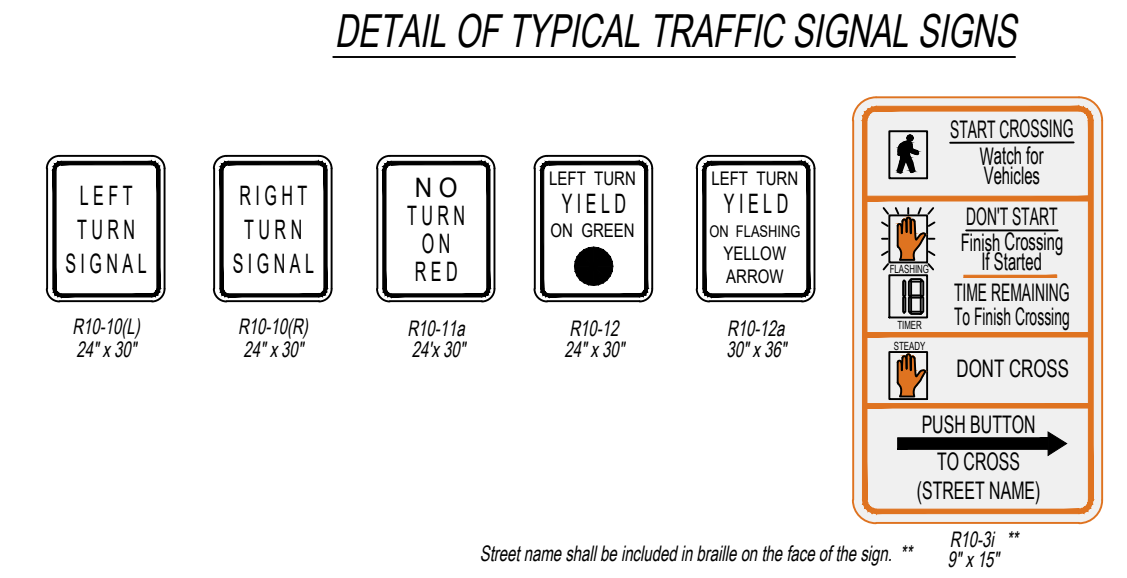 DETAIL OF TYPICAL TRAFFIC SIGNAL SIGNS
LEFT
TURN
SIGNAL
R10-10(L)
24" x 30"
RIGHT
TURN
SIGNAL
R10-10(R)
24" x 30"
NO
TURN
ON
RED
R10-11a
24'x 30"
LEFT TURN
YIELD
ON GREEN
R10-12
24" x 30"
LEFT TURN
YIELD
ON FLASHING
YELLOW
ARROW
R10-12a
30" x 36"
START CROSSING
Watch for
Vehicles
DON'T START
Finish Crossing
If Started
FLASHING
18
TIMER
TIME REMAINING
To Finish Crossing
STEADY
DONT CROSS
PUSH BUTTON
TO CROSS
(STREET NAME)
R10-3i **
9" x 15"
Street name shall be included in braille on the face of the sign. **